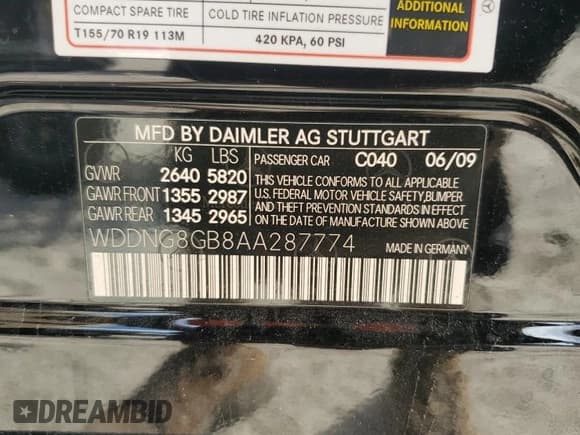 COMPACT SPARE TIRE
COLD TIRE INFLATION PRESSURE
ADDITIONAL
INFORMATION
T155/70 R19 113M
420 KPA, 60 PSI
MFD BY DAIMLER AG STUTTGART
KG LBS
PASSENGER CAR C040 06/09
GVWR 2640 5820
THIS VEHICLE CONFORMS TO ALL APPLICABLE
GAWR FRONT 1355 2987
U.S. FEDERAL MOTOR VEHICLE SAFETY,BUMPER
AND THEFT PREVENTION STANDARDS IN EFFECT
GAWR REAR 1345 2965
ON THE DATE OF MANUFACTURE SHOWN ABOVE
WDDNG8GB8AA287774
MADE IN GERMANY
DREAMBID